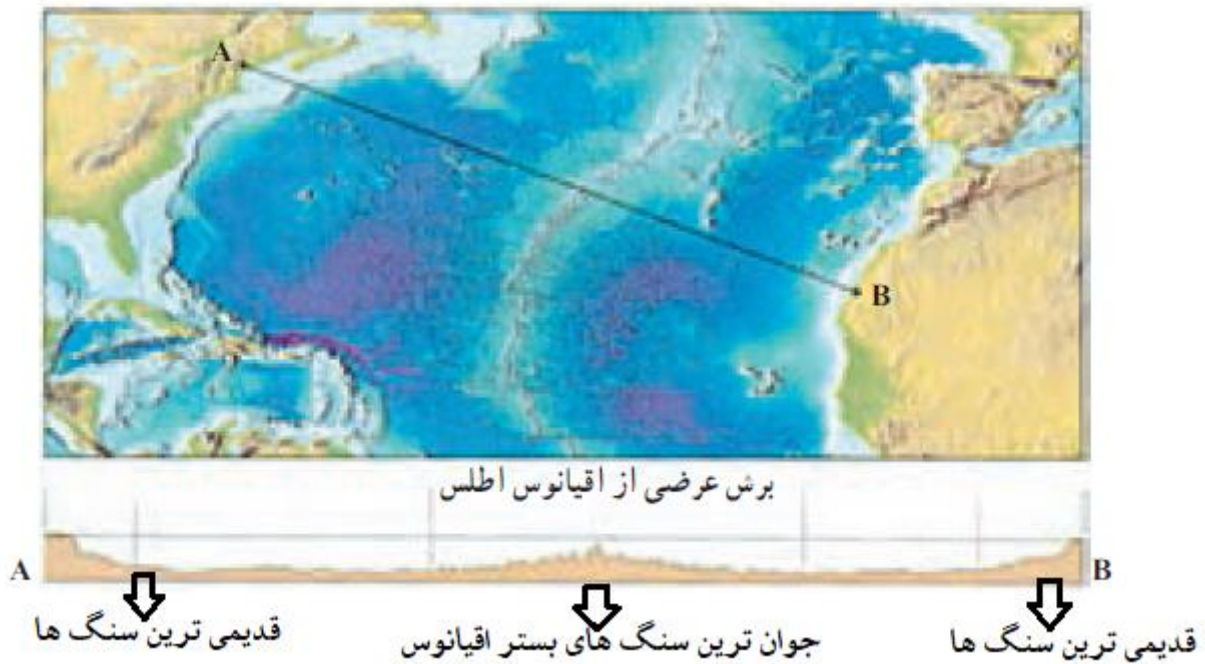 A
B
برش عرضی از اقیانوس اطلس
A
B
قدیمی ترین سنگ ها
جوان ترین سنگ های بستر اقیانوس
قدیمی ترین سنگ ها